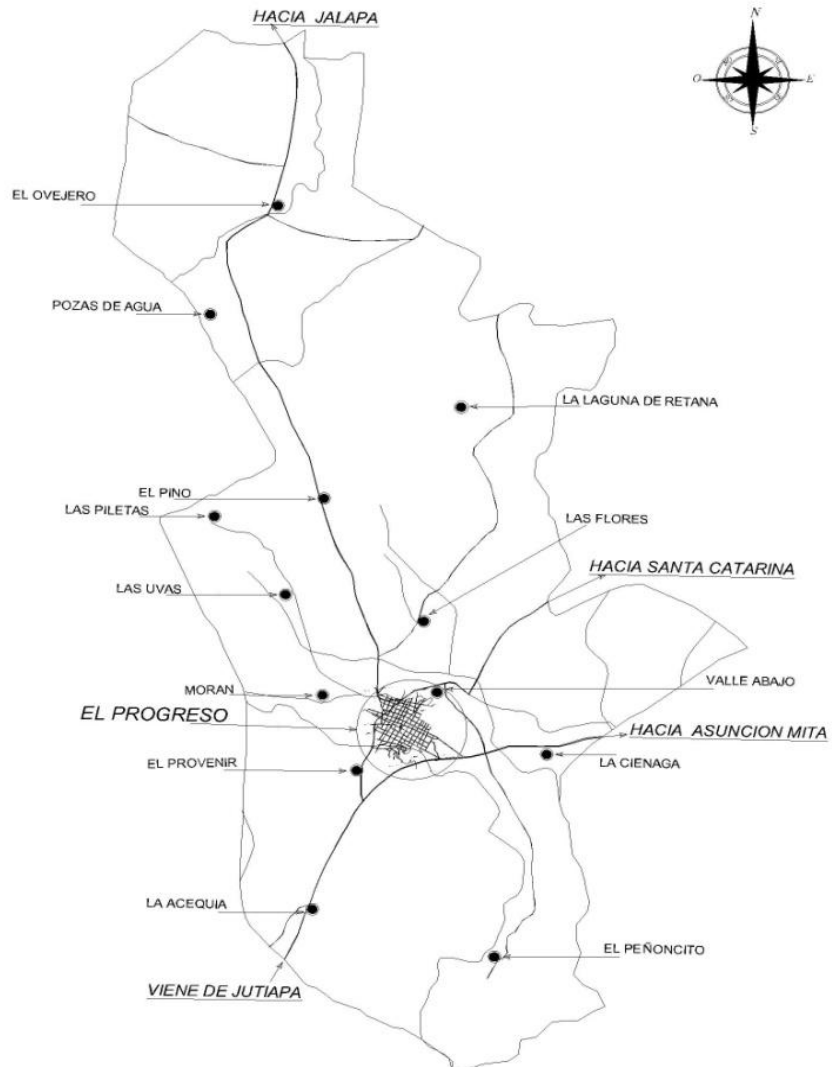 HACIA JALAPA
N
O
E
S
EL OVEJERO
POZAS DE AGUA
LA LAGUNA DE RETANA
EL PINO
LAS PILETAS
LAS FLORES
HACIA SANTA CATARINA
LAS UVAS
VALLE ABAJO
MORAN
EL PROGRESO
HACIA ASUNCION MITA
EL PROVENIR
LA CIENAGA
LA ACEQUIA
EL PEÑONCITO
VIENE DE JUTIAPA